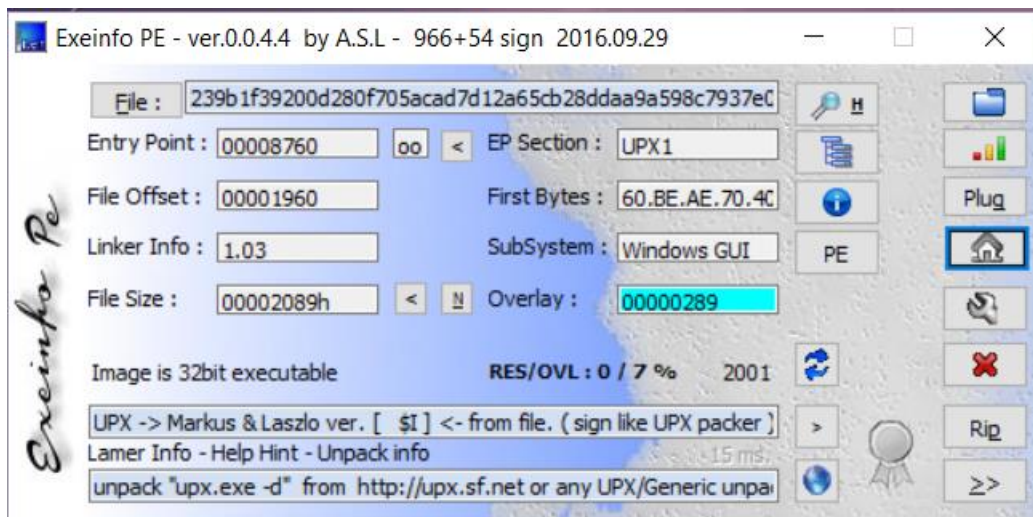 Exeinfo PE - ver.0.0.4.4 by A.S.L - 966+54 sign 2016.09.29
File : 239b1f39200d280f705acad7d12a65cb28ddaa9a598c7937e0 H
Entry Point : 00008760 oo < EP Section : UPX1
File Offset : 00001960 First Bytes : 60.BE.AE.70.40 Plug
Linker Info : 1.03 SubSystem : Windows GUI PE
File Size : 00002089h < N Overlay : 00000289
Image is 32bit executable RES/OVL : 0 / 7 % 2001
UPX -> Markus & Laszlo ver. [ $I ] <- from file. ( sign like UPX packer ) > Rip
Lamer Info - Help Hint - Unpack info 15 ms.
unpack "upx.exe -d" from http://upx.sf.net or any UPX/Generic unpa >>
Exeinfo Pe